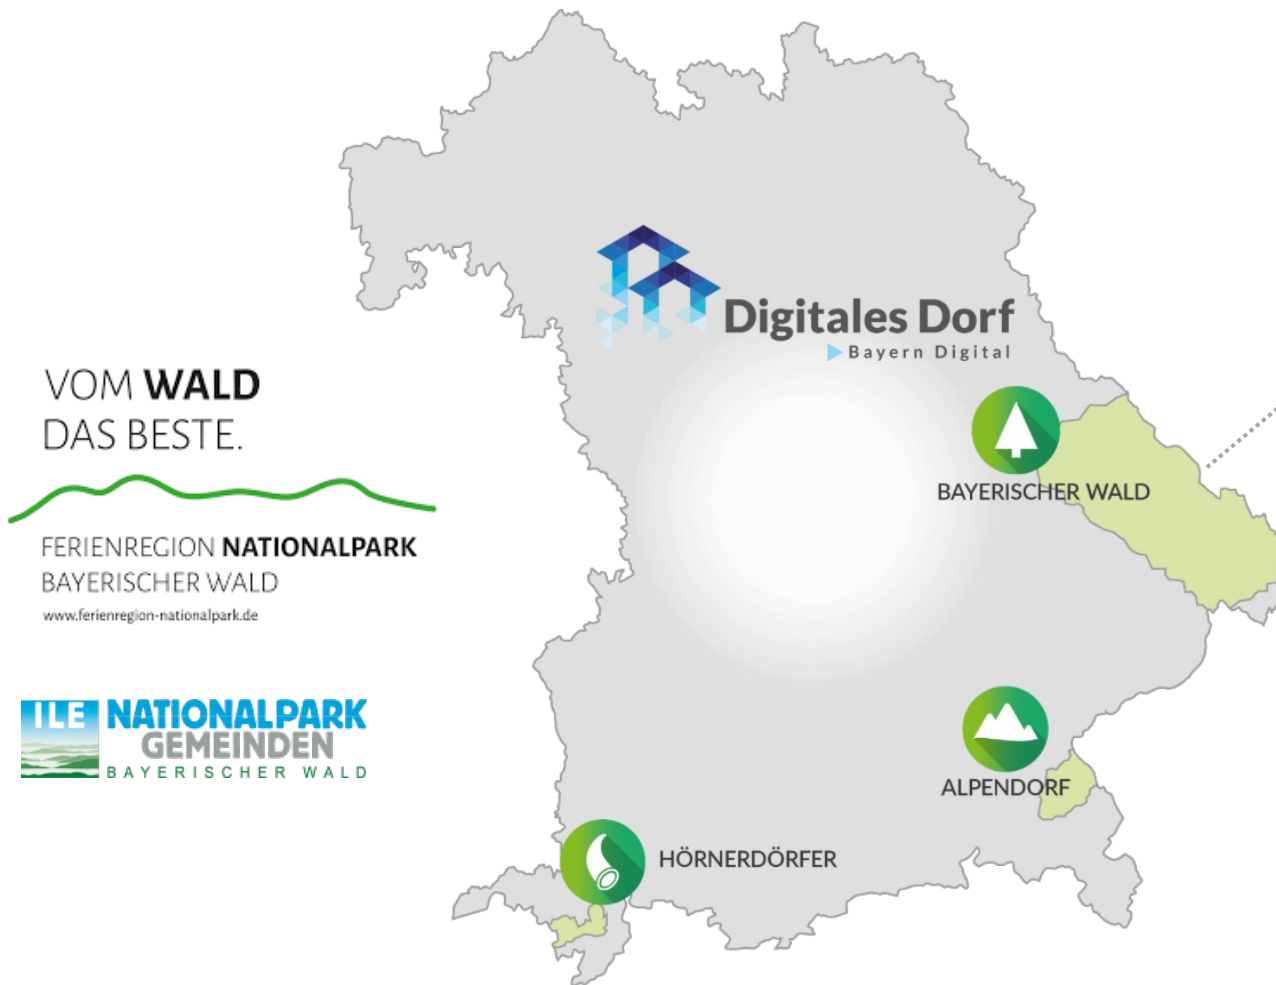 Digitales Dorf
Bayern Digital
VOM WALD
DAS BESTE.
FERIENREGION NATIONALPARK
BAYERISCHER WALD
www.ferienregion-nationalpark.de
ILE NATIONALPARK
GEMEINDEN
BAYERISCHER WALD
BAYERISCHER WALD
ALPENDORF
HÖRNERDÖRFER